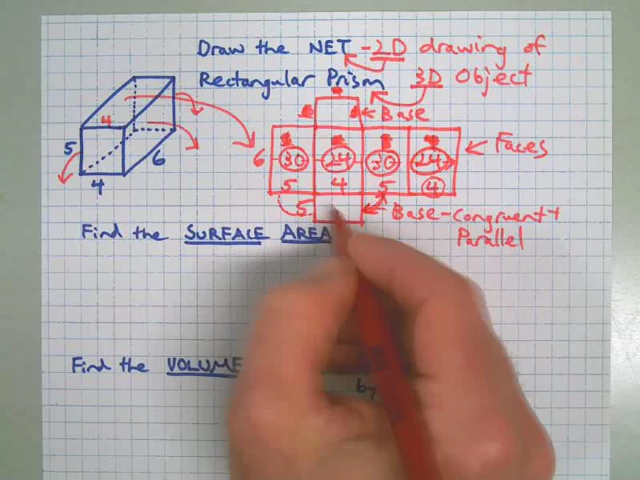 Draw the NET - 2D drawing of
Rectangular Prism 3D Object
Base
4
5
6
4
6
30 24 30 24
5 4 5 4
Faces
5
Base - Congruent +
Parallel
Find the SURFACE AREA
Find the VOLUME
by